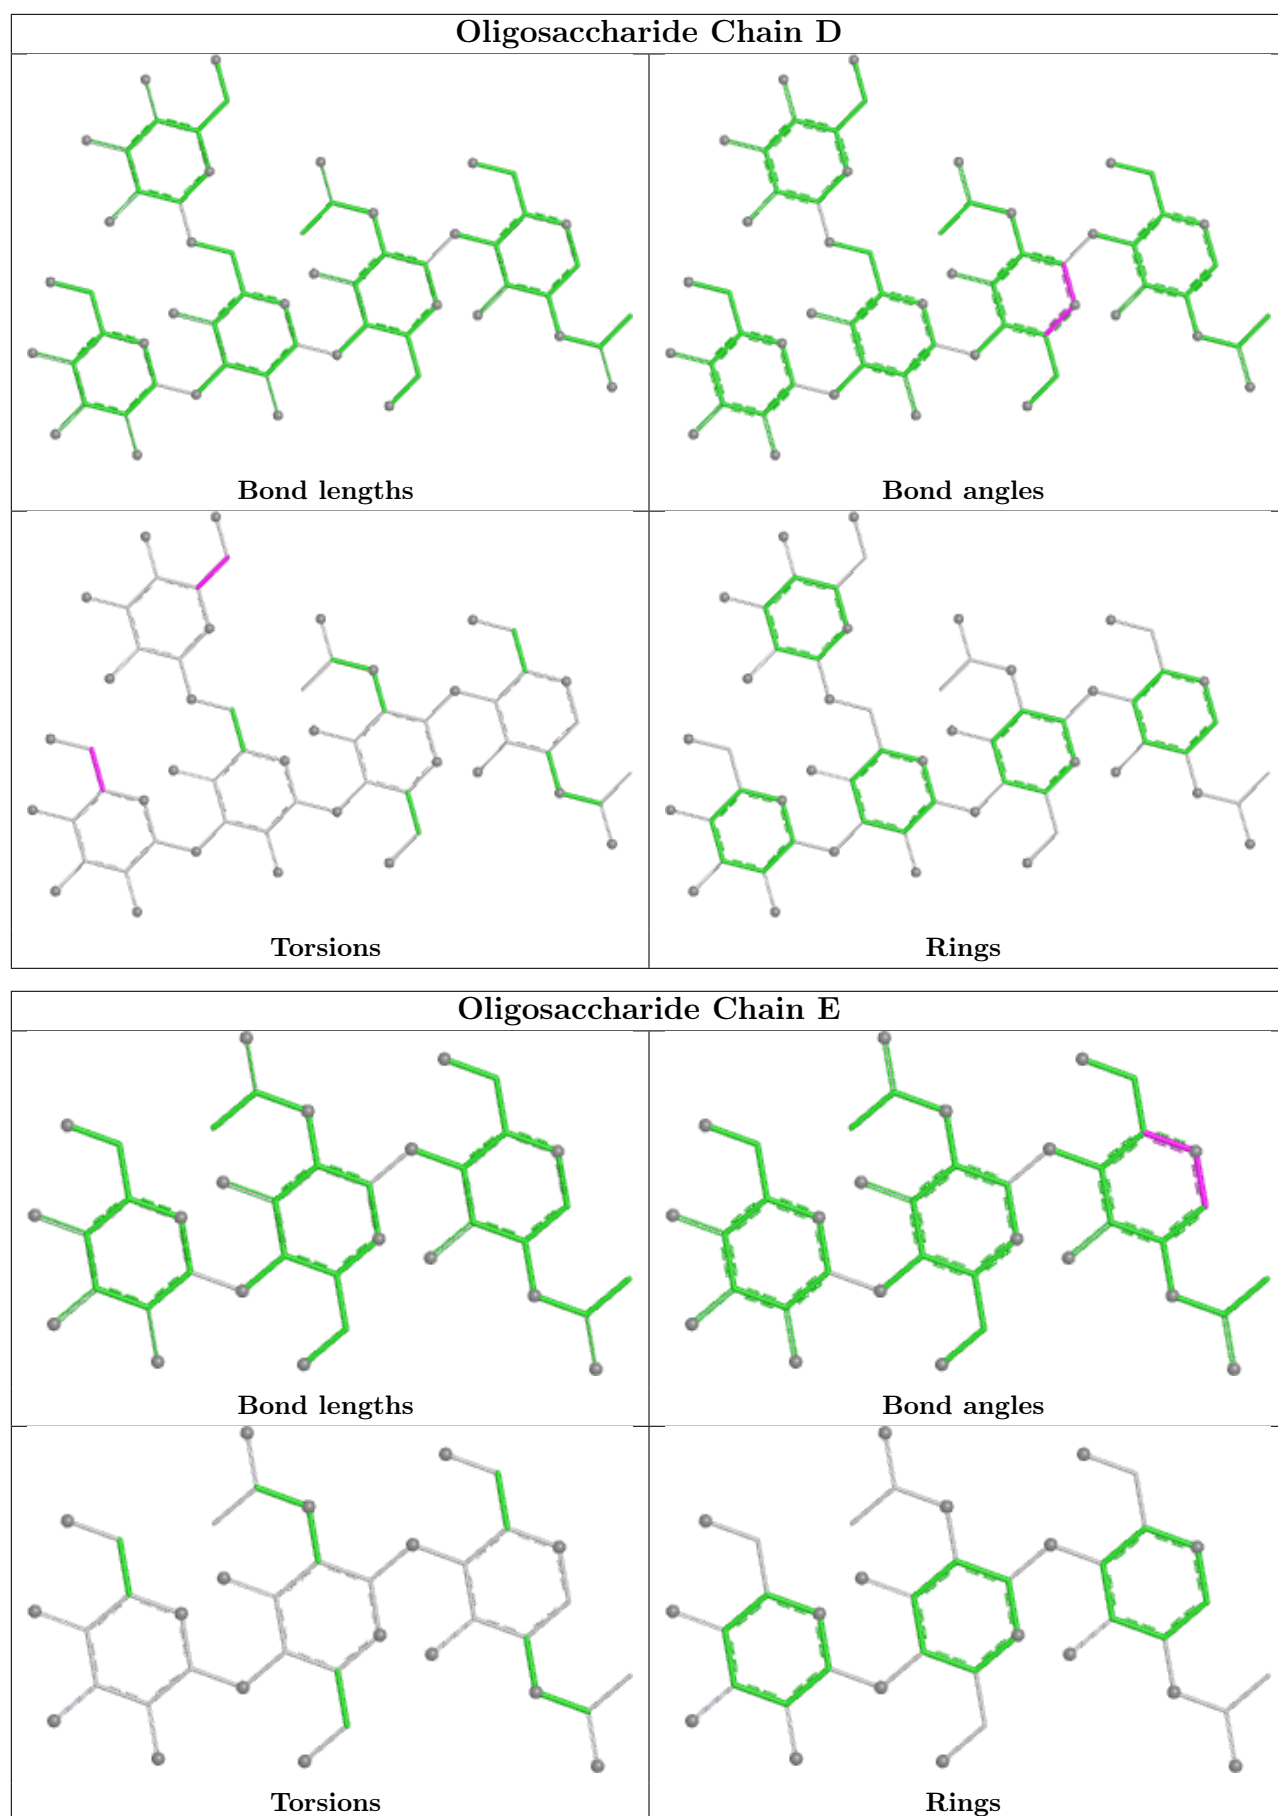 Oligosaccharide Chain D
Bond lengths
Bond angles
Torsions
Rings
Oligosaccharide Chain E
Bond lengths
Bond angles
Torsions
Rings